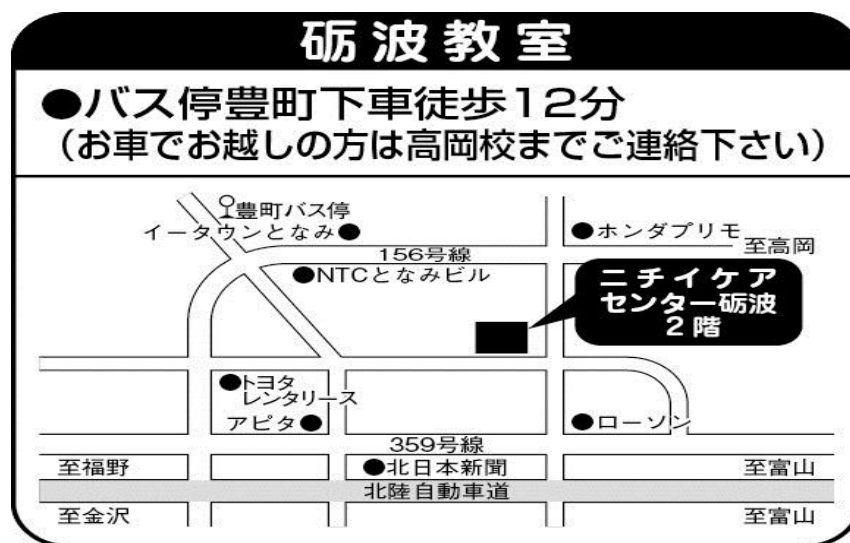 砺波教室
●バス停豊町下車徒歩12分
（お車でお越しの方は高岡校までご連絡下さい）
豊町バス停
イータウンとなみ●
●ホンダプリモ
156号線
至高岡
●NTCとなみビル
ニチイケア
センター砺波
2階
●トヨタ
レンタリース
アピタ●
●ローソン
359号線
至福野
●北日本新聞
至富山
北陸自動車道
至金沢
至富山